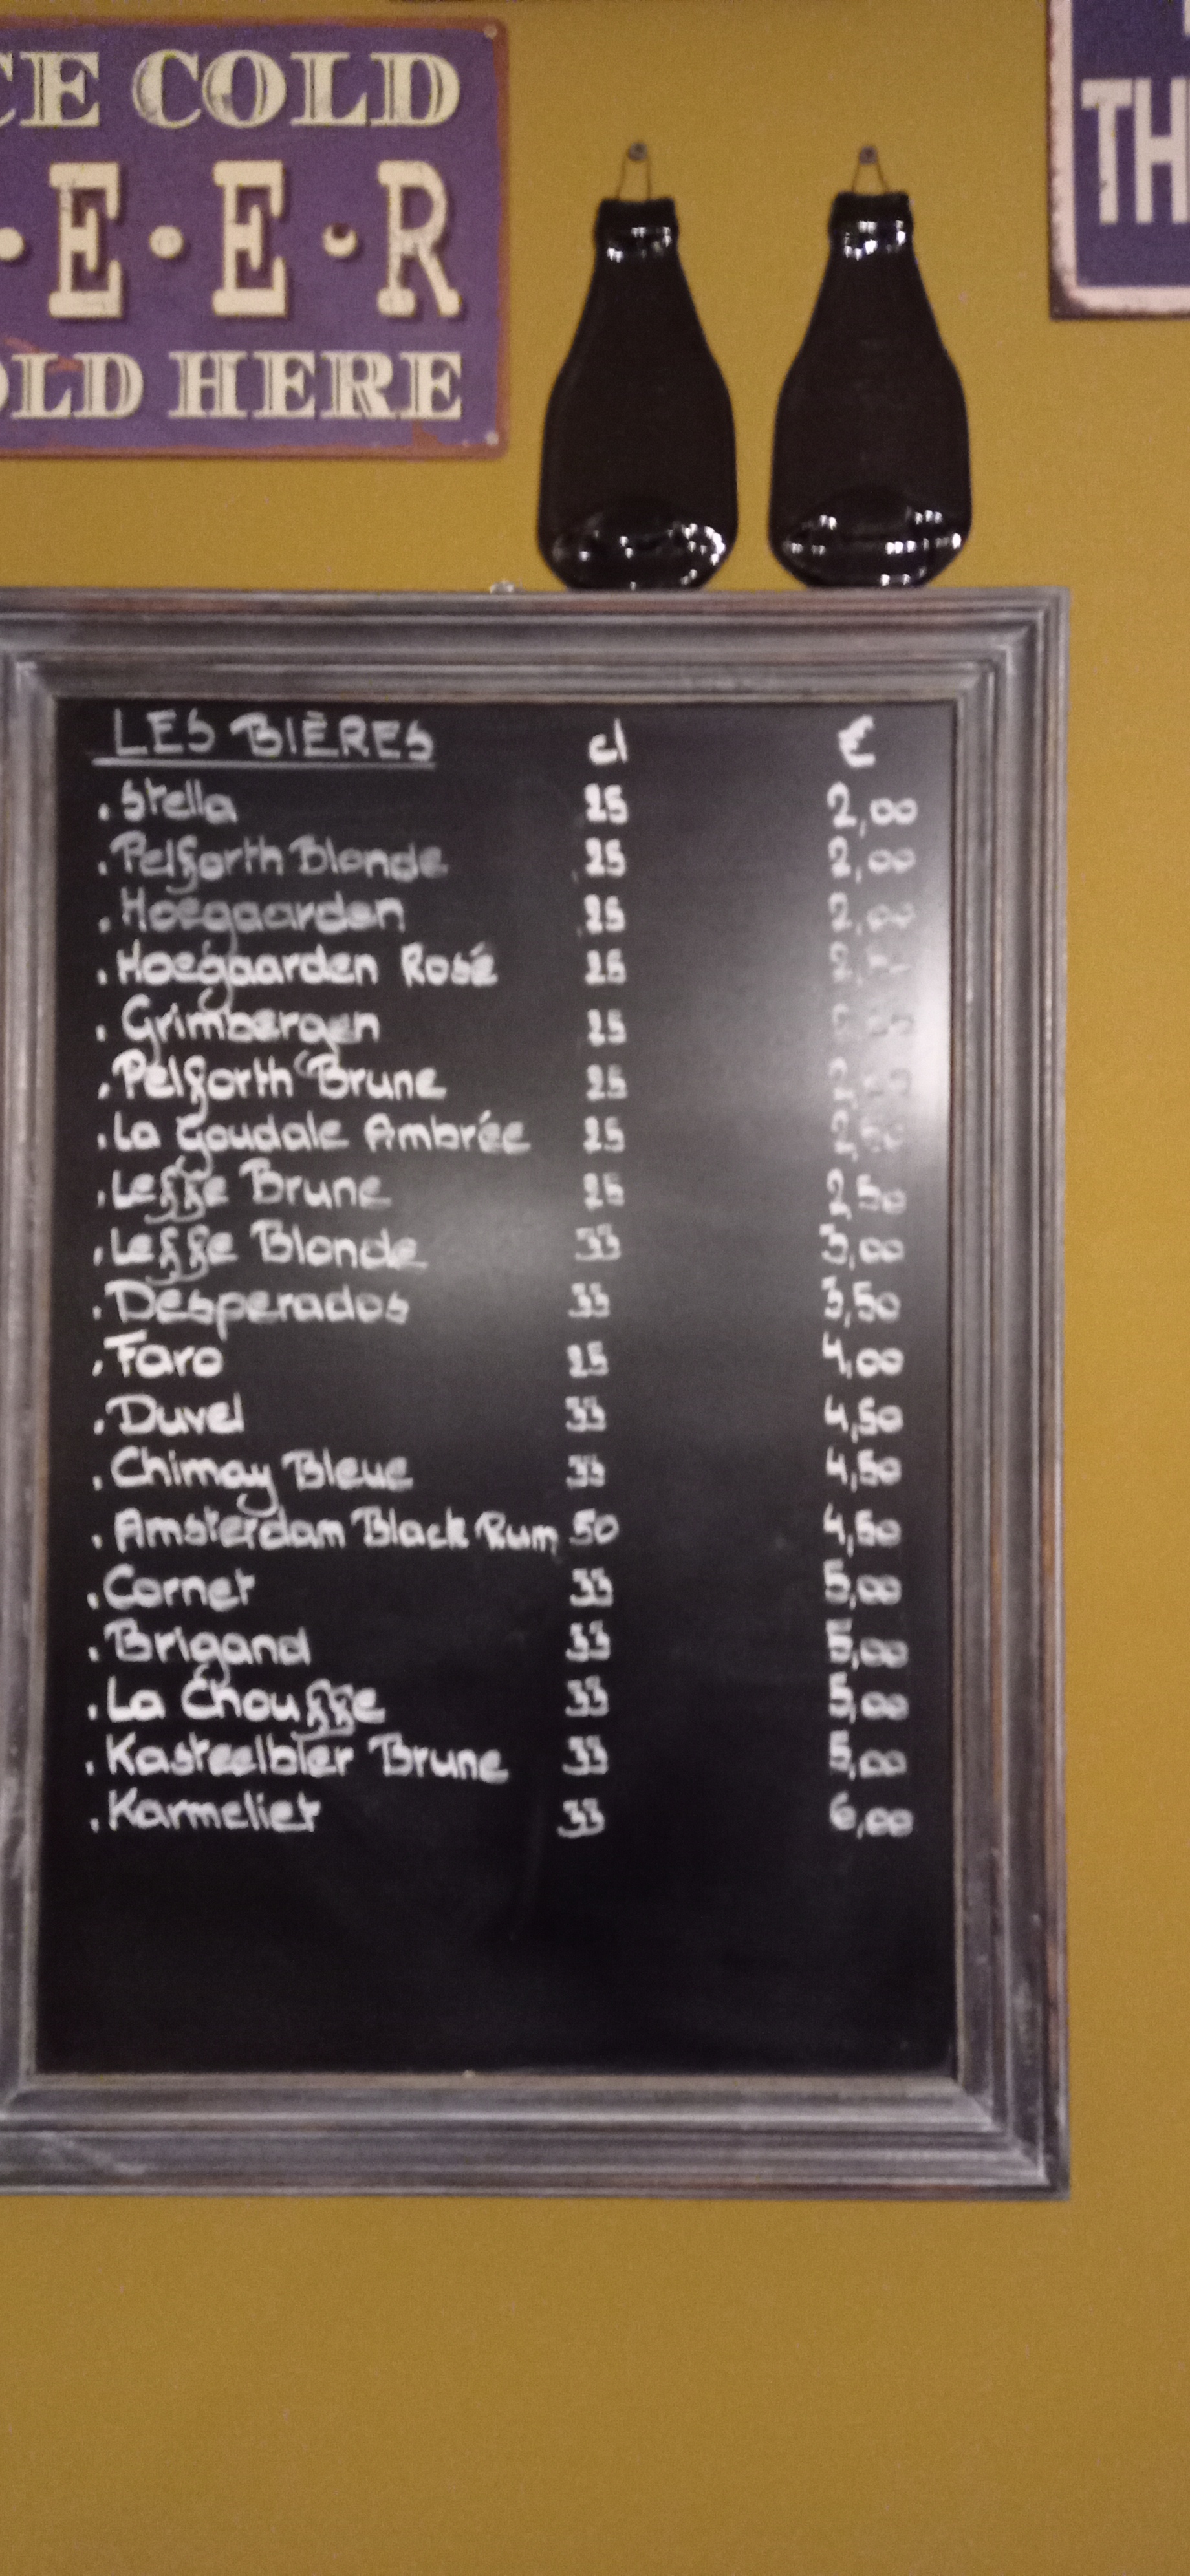 CE COLD
E·E·R
OLD HERE
TH
LES BIÈRES cl €
. Stella 25 2,00
. Pelforth Blonde 25 2,00
. Hoegaarden 25 2,00
. Hoegaarden Rosé 25
. Grimbergen 25
. Pelforth Brune 25
. La Goudale Ambrée 25
. Leffe Brune 25 2,50
. Leffe Blonde 33 3,00
. Desperados 33 3,50
. Faro 25 4,00
. Duvel 33 4,50
. Chimay Bleue 33 4,50
. Amsterdam Black Rum 50 4,50
. Cornet 33 5,00
. Brigand 33 5,00
. La Chouffe 33 5,00
. Kasteelbier Brune 33 5,00
. Karmeliet 33 6,00